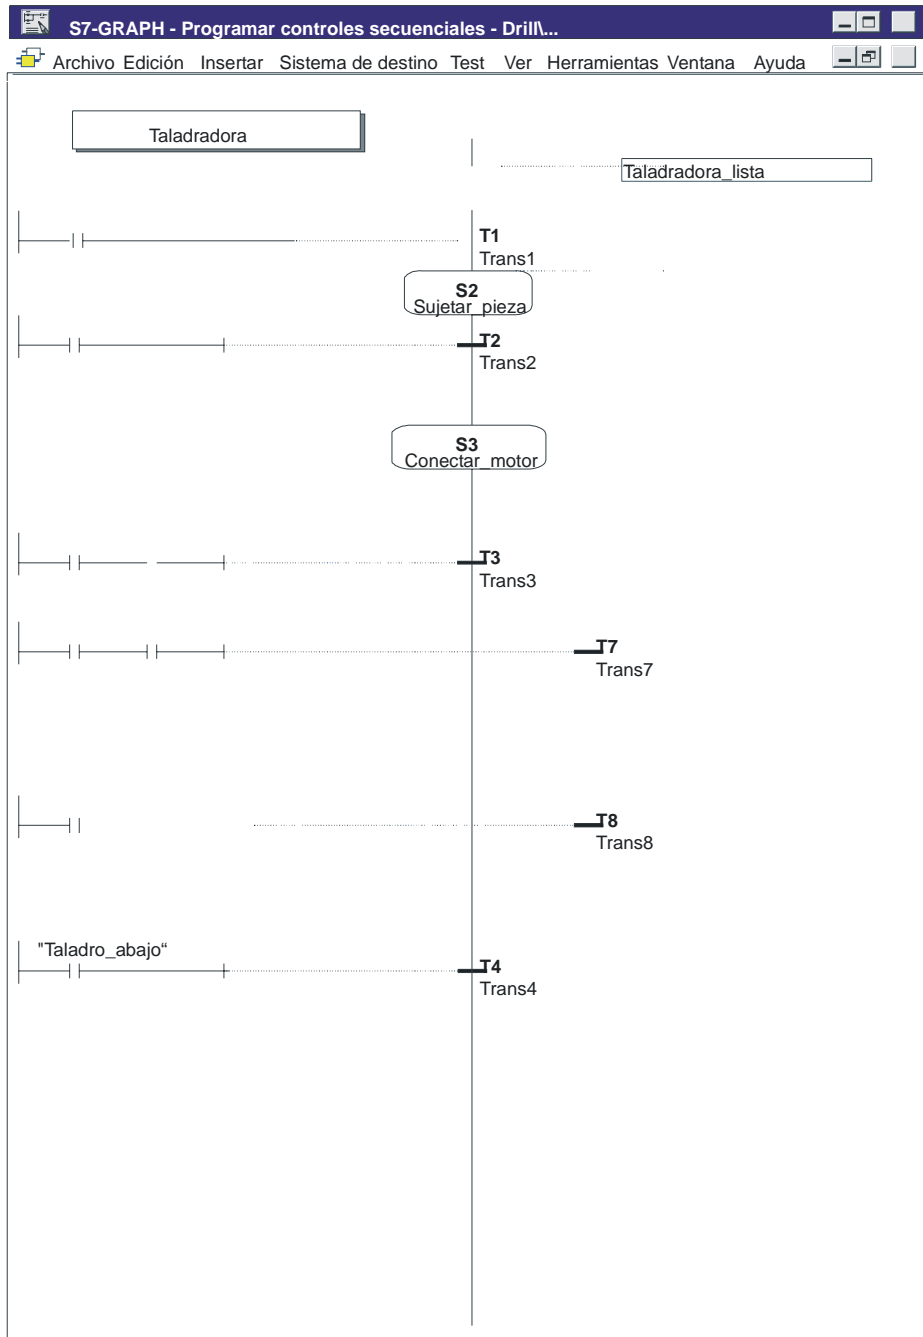 S7-GRAPH - Programar controles secuenciales - Drill\...
Archivo Edición Insertar Sistema de destino Test Ver Herramientas Ventana Ayuda
Taladradora
Taladradora_lista
T1
Trans1
S2
Sujetar_pieza
T2
Trans2
S3
Conectar_motor
T3
Trans3
T7
Trans7
T8
Trans8
"Taladro_abajo“
T4
Trans4